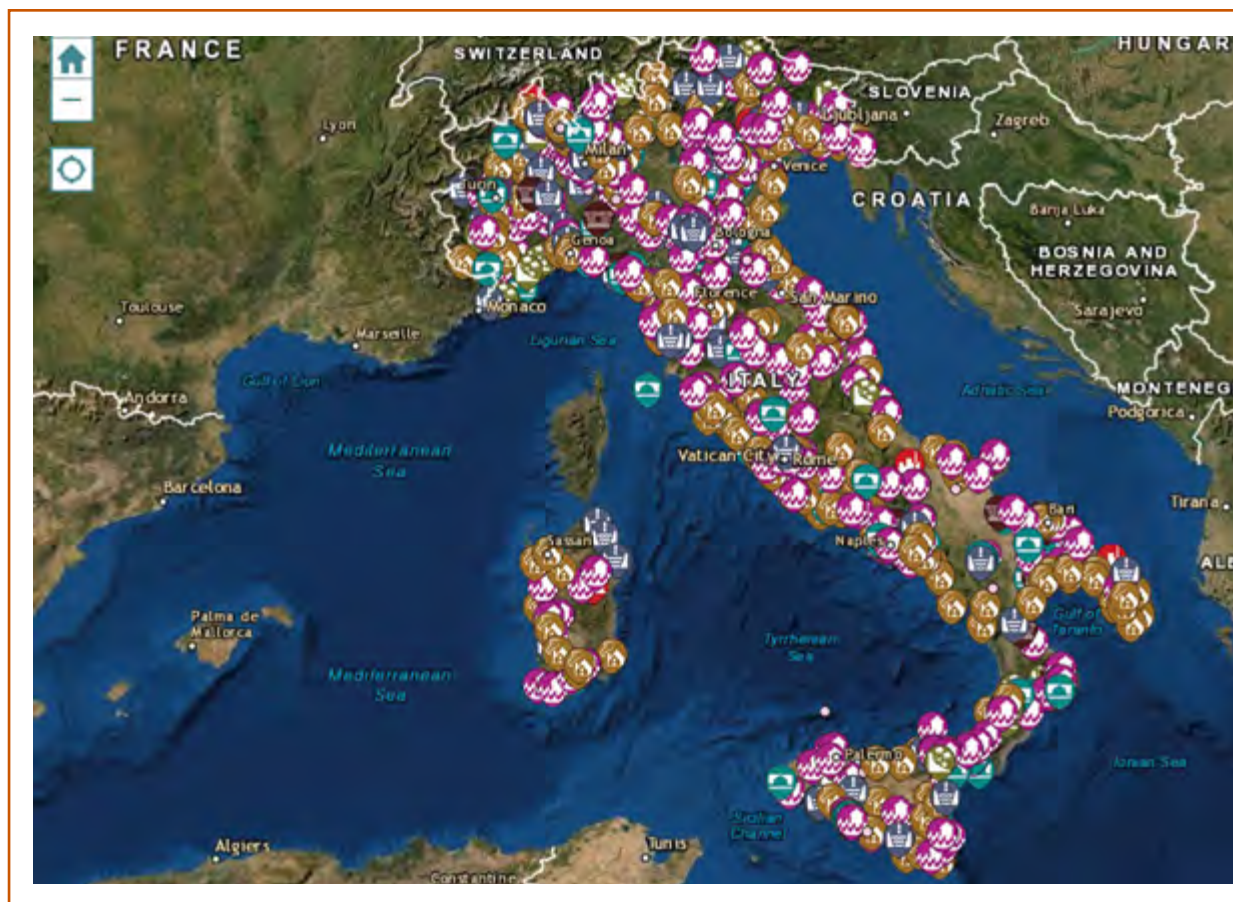 FRANCE
SWITZERLAND
HUNGAR
SLOVENIA
Ljubljana
Zagreb
Lyon
Milan
Venice
Turin
CROATIA
Banja Luka
BOSNIA AND
HERZEGOVINA
Genoa
Bologna
Toulouse
Monaco
Florence
San Marino
Sarajevo
Marseille
Ligurian Sea
Gulf of Lion
ITALY
Adriatic Sea
MONTENEG
Andorra
Podgorica
Mediterranean
Sea
Vatican City
Rome
Barcelona
Tirana
Bari
Sassari
Naples
ALB
Palma de
Mallorca
Gulf of
Taranto
Tyrrhenean
Sea
Mediterranean
Sea
Palermo
Ionian Sea
Sicilian
Channel
Algiers
Tunis
Constantine